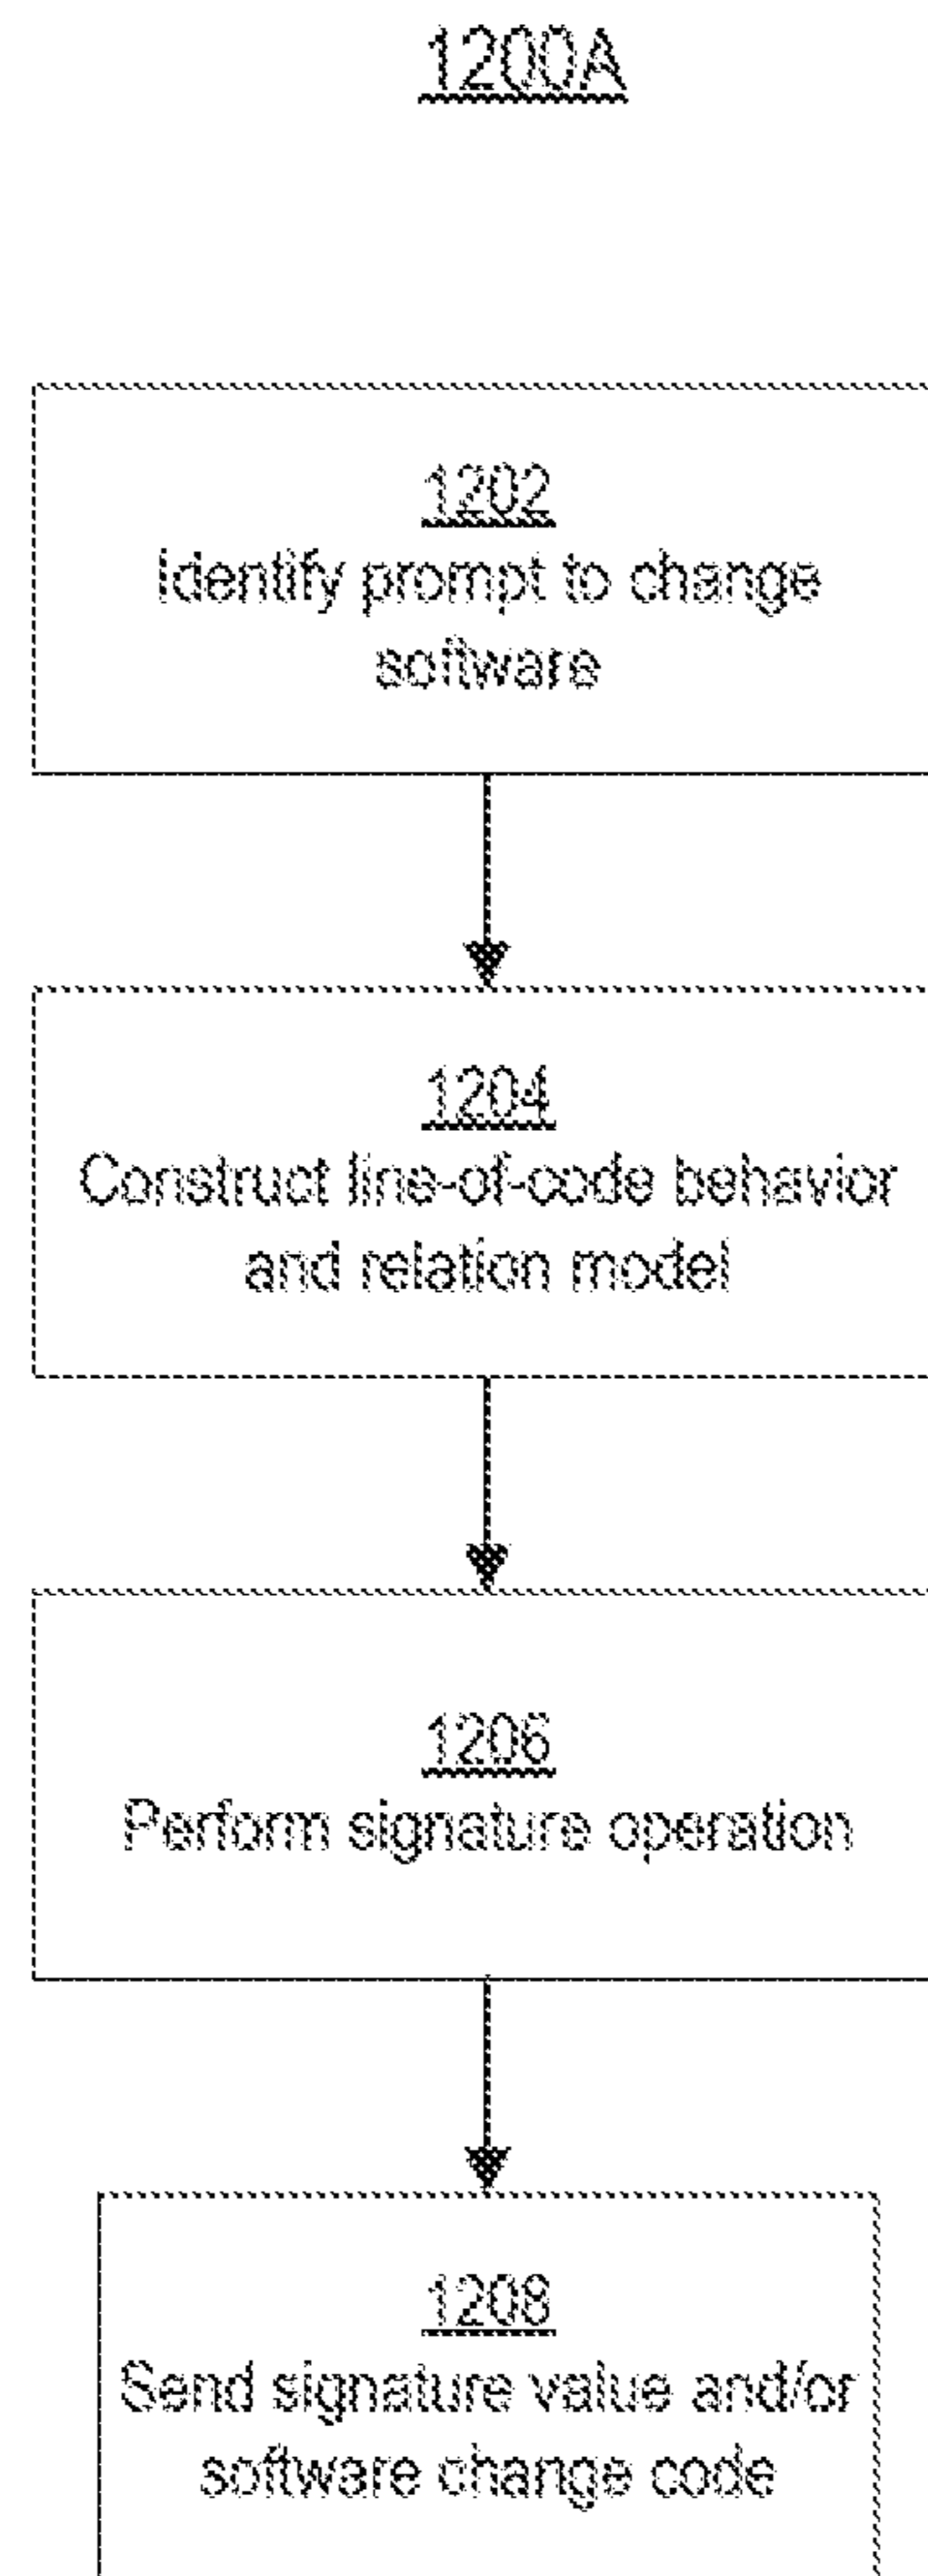 1200A
1202
Identify prompt to change
software
1204
Construct line-of-code behavior
and relation model
1206
Perform signature operation
1208
Send signature value and/or
software change code